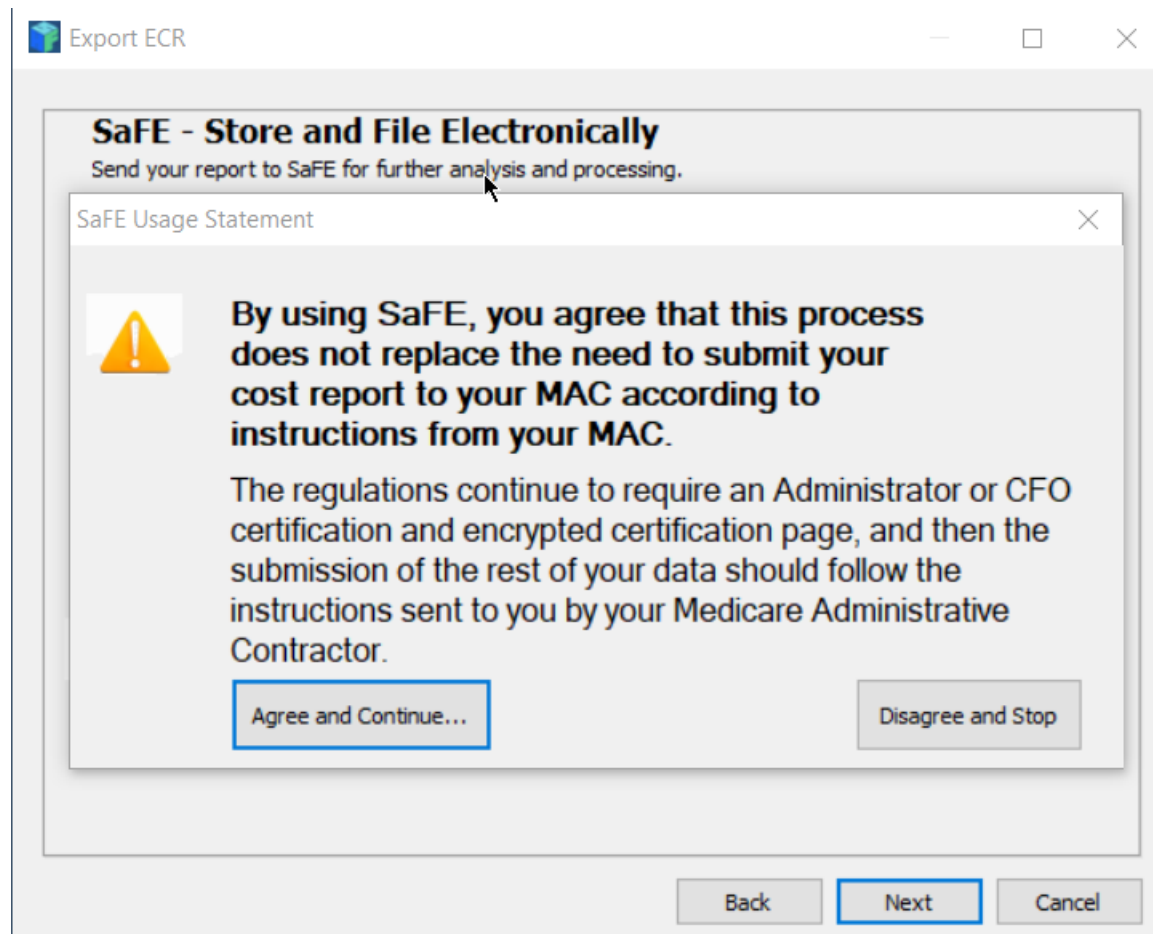 Export ECR
SaFE - Store and File Electronically
Send your report to SaFE for further analysis and processing.
SaFE Usage Statement
By using SaFE, you agree that this process
does not replace the need to submit your
cost report to your MAC according to
instructions from your MAC.
The regulations continue to require an Administrator or CFO
certification and encrypted certification page, and then the
submission of the rest of your data should follow the
instructions sent to you by your Medicare Administrative
Contractor.
Agree and Continue...
Disagree and Stop
Back
Next
Cancel